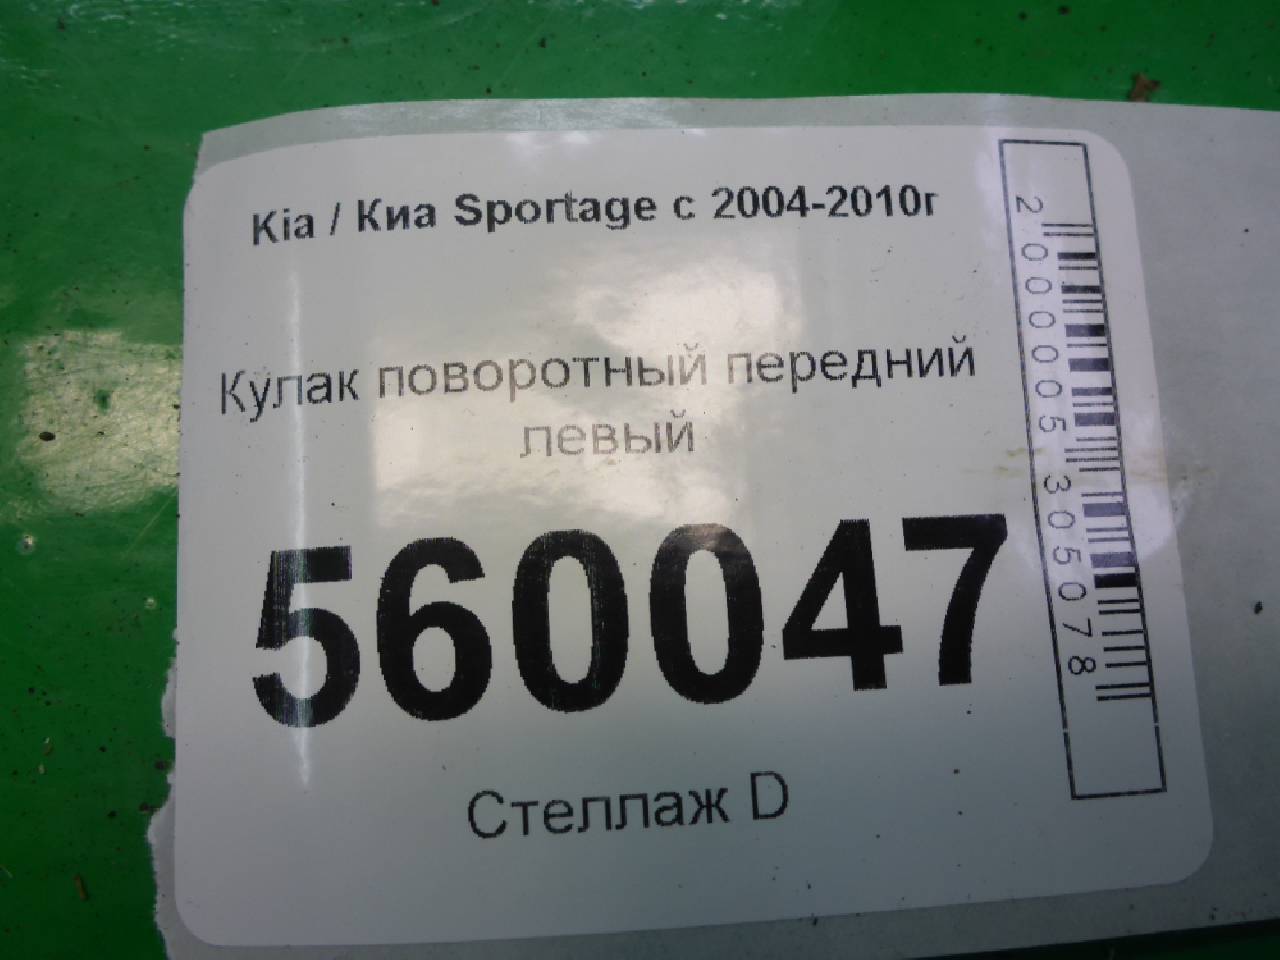 Kia / Киа Sportage с 2004-2010г
Кулак поворотный передний
левый
560047
Стеллаж D
2000005305078